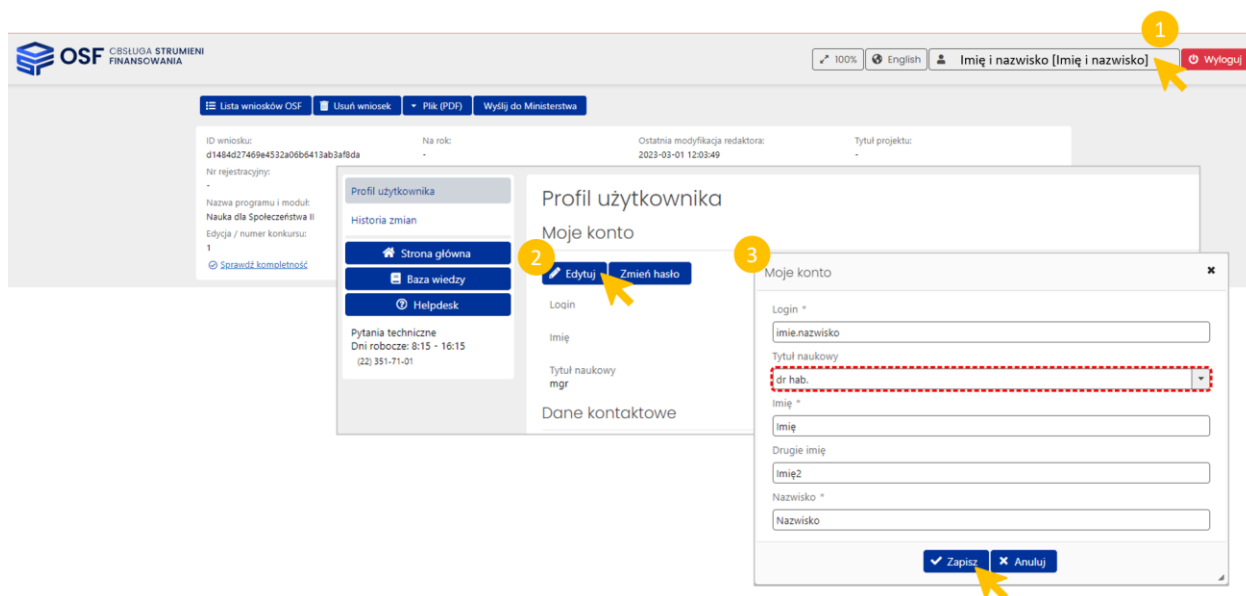 1
OSF OBSŁUGA STRUMIENI
FINANSOWANIA
100% English Imię i nazwisko [Imię i nazwisko] Wyloguj
Lista wniosków OSF Usuń wniosek Plik (PDF) Wyślij do Ministerstwa
ID wniosku: Na rok: Ostatnia modyfikacja redaktora: Tytuł projektu:
d1484d27469e4532a06b6413ab3af8da - 2023-03-01 12:03:49 -
Nr rejestracyjny:
-
Nazwa programu i moduł:
Nauka dla Społeczeństwa II
Edycja / numer konkursu:
1
Sprawdź kompletność
Profil użytkownika
Historia zmian
Strona główna
Baza wiedzy
Helpdesk
Pytania techniczne
Dni robocze: 8:15 - 16:15
(22) 351-71-01
Profil użytkownika
Moje konto
2
Edytuj Zmień hasło
Login
Imię
Tytuł naukowy
mgr
Dane kontaktowe
3
Moje konto
Login *
imie.nazwisko
Tytuł naukowy
dr hab.
Imię *
Imię
Drugie imię
Imię2
Nazwisko *
Nazwisko
Zapisz Anuluj